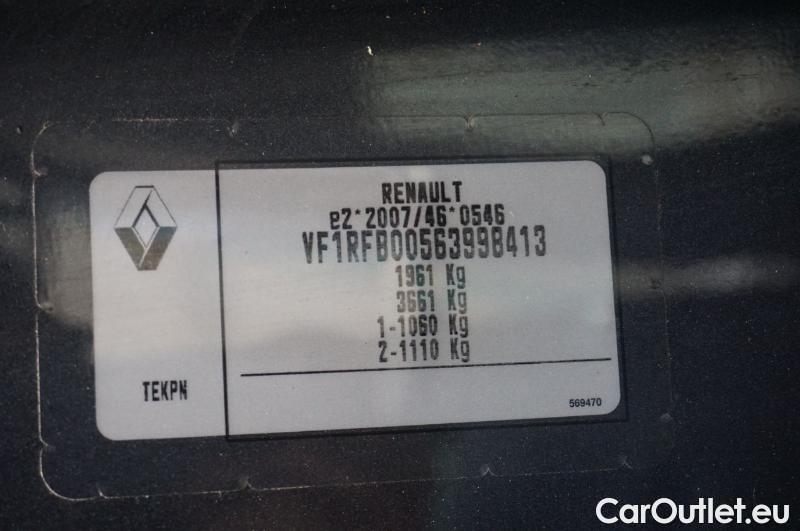 RENAULT
e2*2007/46*0546
VF1RFB00563998413
1961 Kg
3661 Kg
1-1060 Kg
2-1110 Kg
TEKPN
569470
CarOutlet.eu